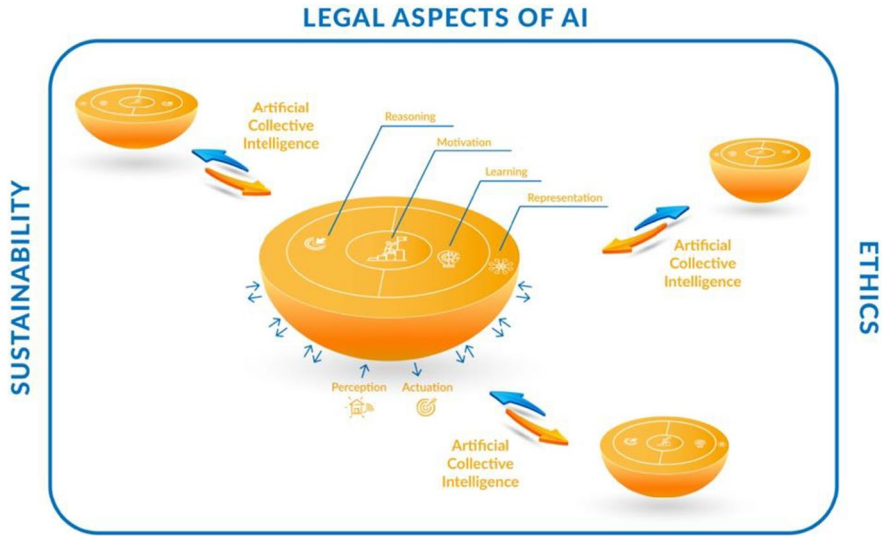 LEGAL ASPECTS OF AI
SUSTAINABILITY
Artificial
Collective
Intelligence
Reasoning
Motivation
Learning
Representation
Artificial
Collective
Intelligence
ETHICS
Perception
Actuation
Artificial
Collective
Intelligence